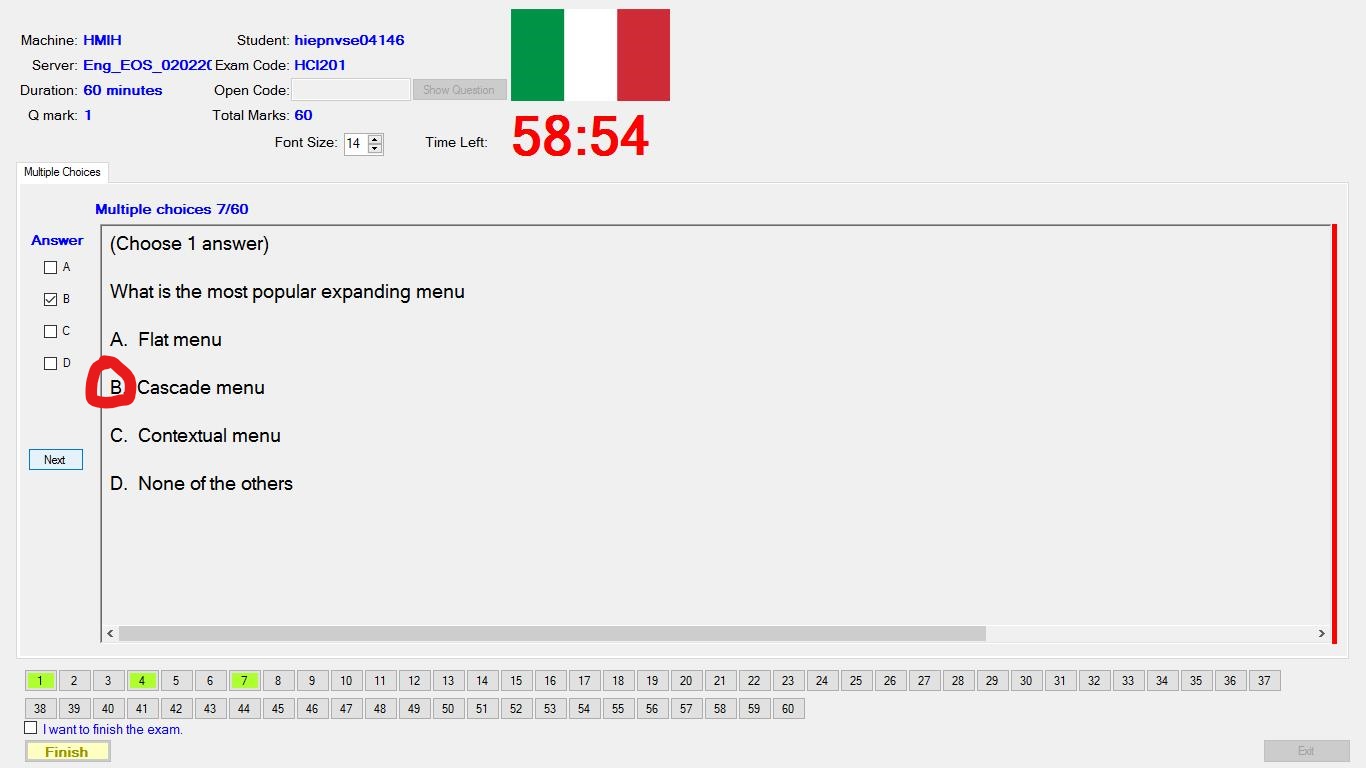 Machine: HMIH Student: hiepnvse04146
Server: Eng_EOS_020220 Exam Code: HCI201
Duration: 60 minutes Open Code: Show Question
Q mark: 1 Total Marks: 60
Font Size: 14 Time Left: 58:54
Multiple Choices
Multiple choices 7/60
Answer
A
B
C
D
Next
(Choose 1 answer)
What is the most popular expanding menu
A. Flat menu
B. Cascade menu
C. Contextual menu
D. None of the others
1 2 3 4 5 6 7 8 9 10 11 12 13 14 15 16 17 18 19 20 21 22 23 24 25 26 27 28 29 30 31 32 33 34 35 36 37
38 39 40 41 42 43 44 45 46 47 48 49 50 51 52 53 54 55 56 57 58 59 60
I want to finish the exam.
Finish Exit